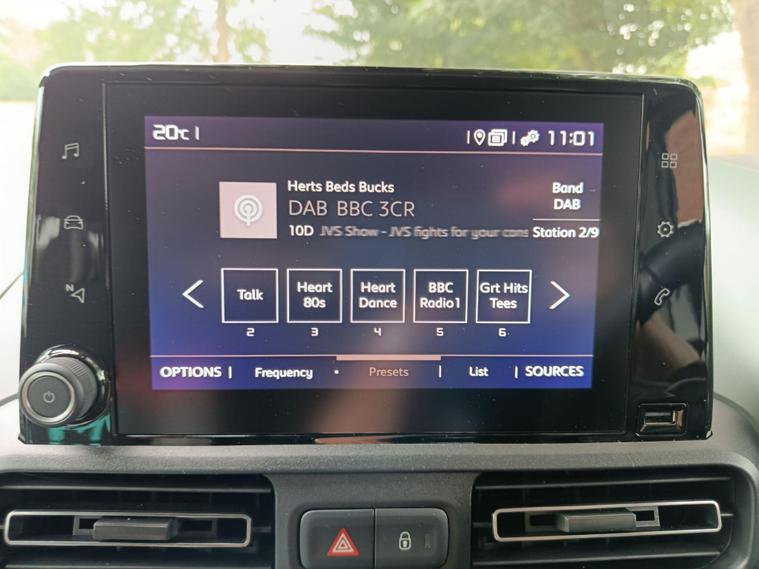 20°C
11:01
Herts Beds Bucks
DAB BBC 3CR
10D JVS Show - JVS fights for your cons
Band
DAB
Station 2/9
Talk
Heart
80s
Heart
Dance
BBC
Radio1
Grt Hits
Tees
2 3 4 5 6
OPTIONS Frequency Presets List SOURCES
N